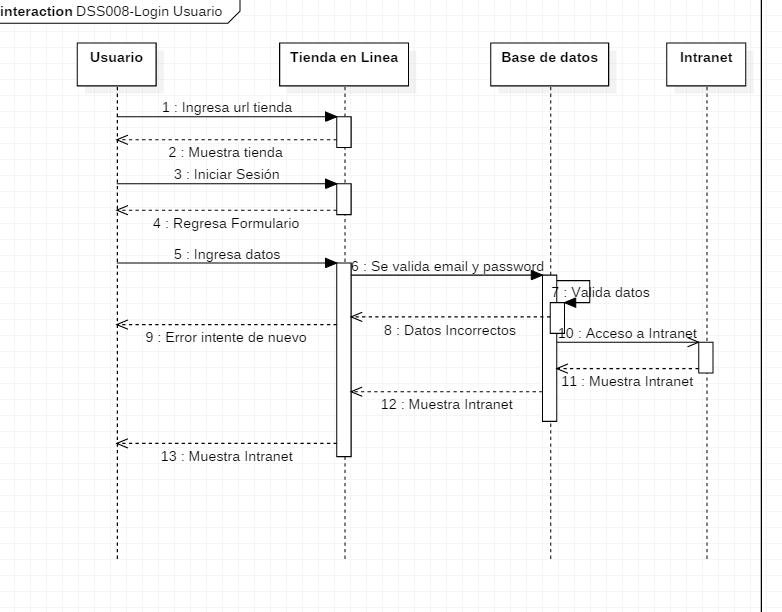 interaction DSS008-Login Usuario
Usuario
Tienda en Linea
Base de datos
Intranet
1 : Ingresa url tienda
2 : Muestra tienda
3 : Iniciar Sesión
4 : Regresa Formulario
5 : Ingresa datos
6 : Se valida email y password
7 : Valida datos
8 : Datos Incorrectos
9 : Error intente de nuevo
10 : Acceso a Intranet
11 : Muestra Intranet
12 : Muestra Intranet
13 : Muestra Intranet